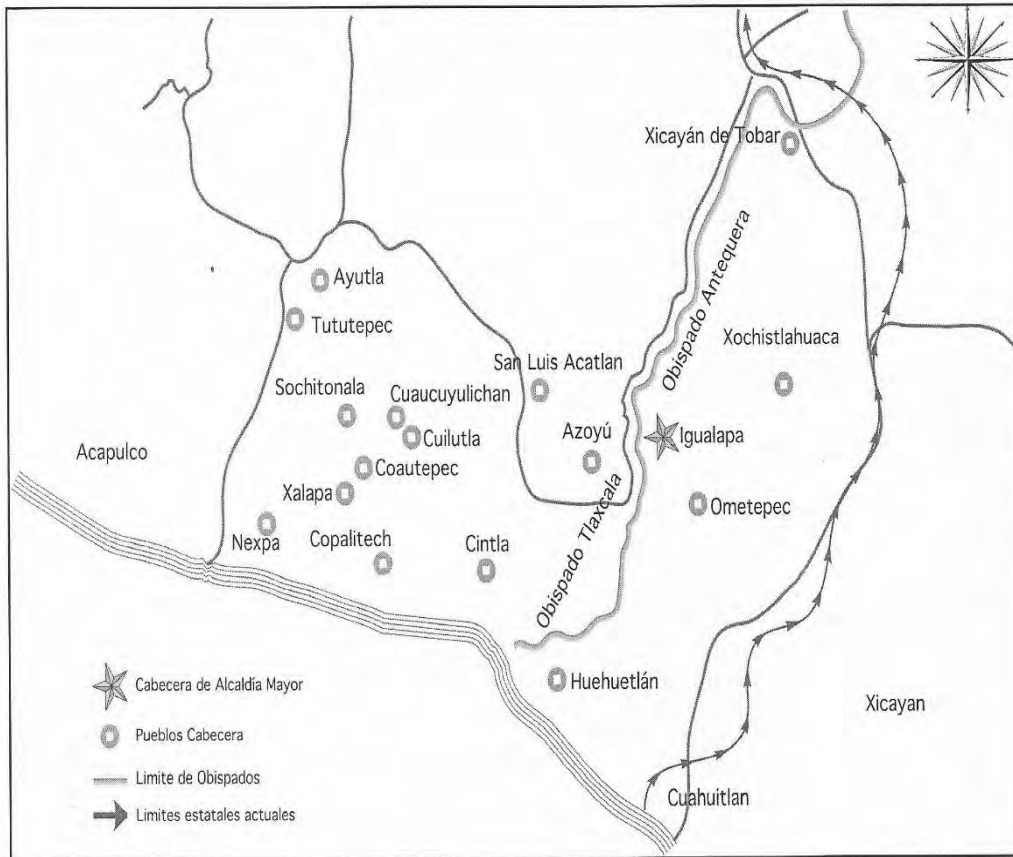 Xicayán de Tobar
Ayutla
Tututepec
Obispado Antequera
Xochistlahuaca
San Luis Acatlan
Sochitonala
Cuaucuyulichan
Azoyú
Igualapa
Cuilutla
Acapulco
Coautepec
Xalapa
Ometepec
Nexpa
Copalitech
Cintla
Obispado Tlaxcala
Huehuetlán
Xicayan
Cuahuitlan
Cabecera de Alcaldía Mayor
Pueblos Cabecera
Limite de Obispados
Limites estatales actuales